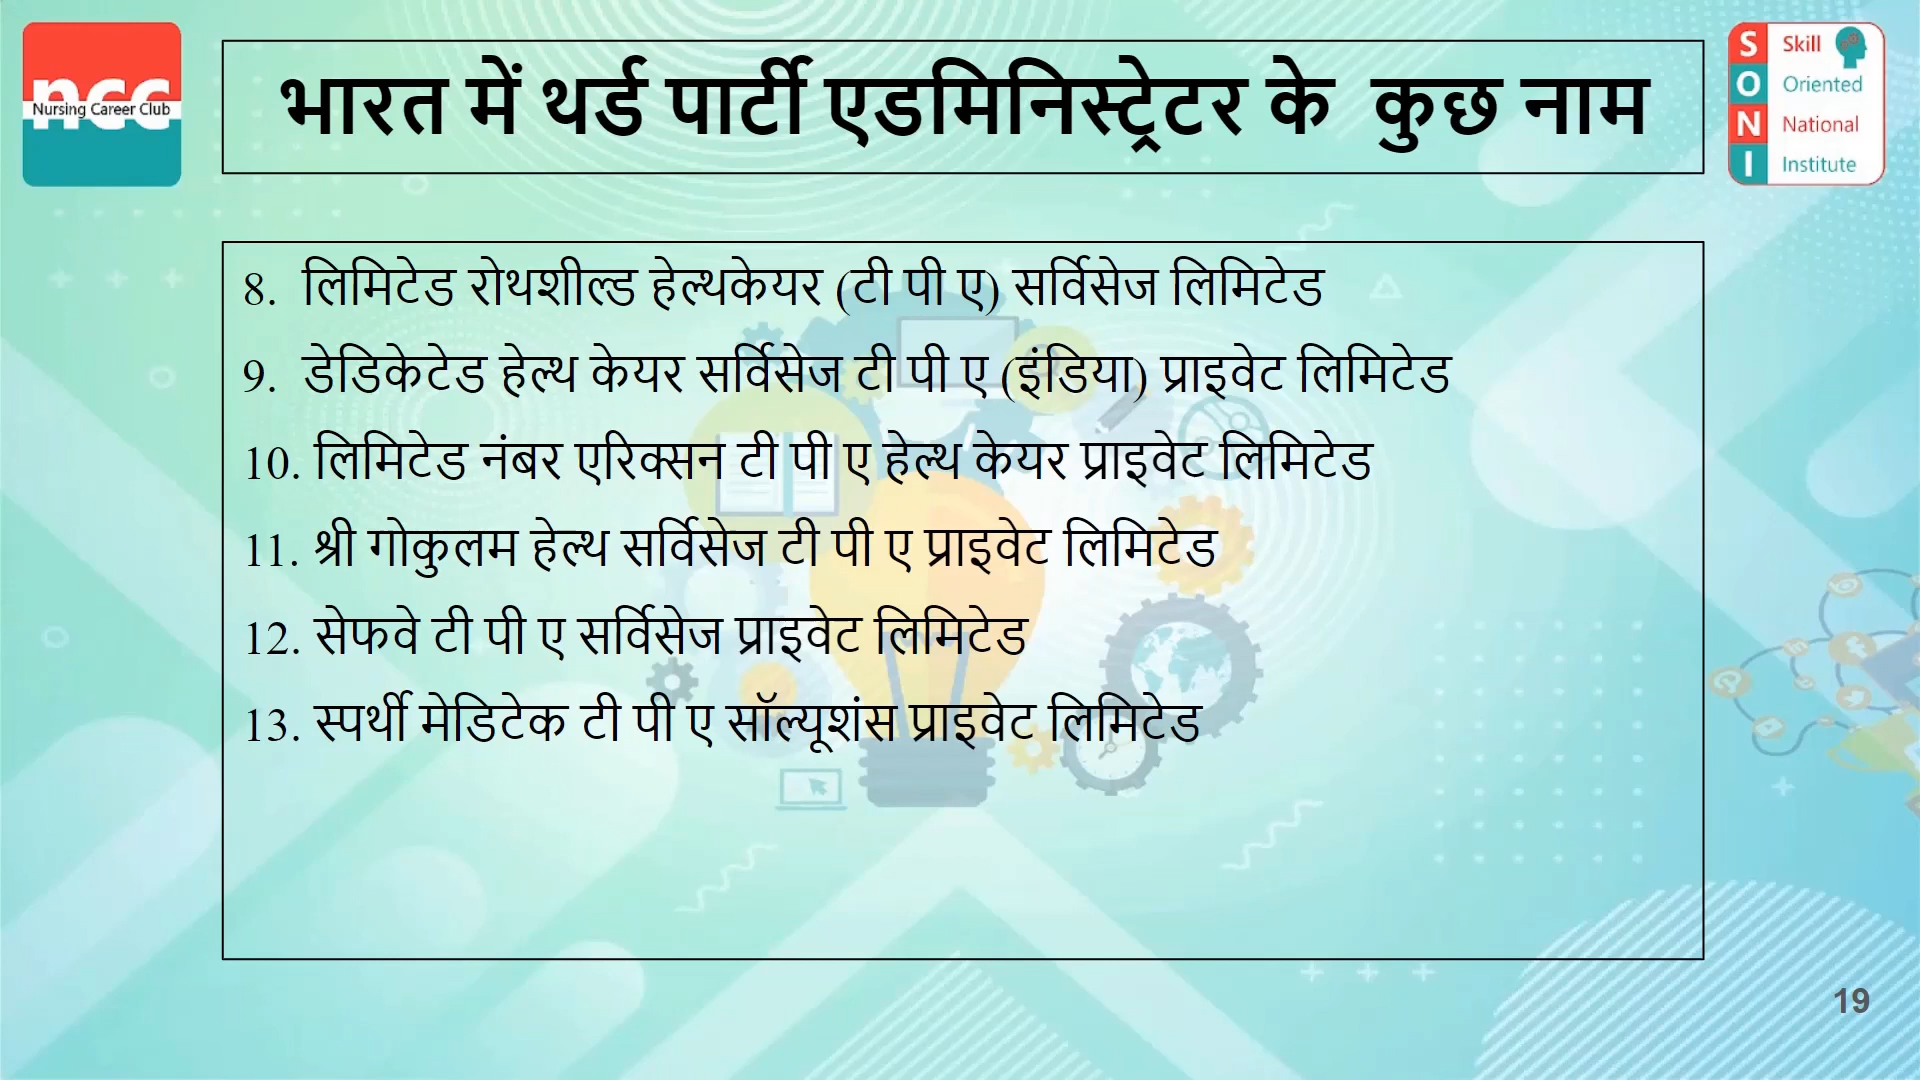 ncc
Nursing Career Club
भारत में थर्ड पार्टी एडमिनिस्ट्रेटर के कुछ नाम
S Skill
O Oriented
N National
I Institute
8. लिमिटेड रोथशील्ड हेल्थकेयर (टी पी ए) सर्विसेज लिमिटेड
9. डेडिकेटेड हेल्थ केयर सर्विसेज टी पी ए (इंडिया) प्राइवेट लिमिटेड
10. लिमिटेड नंबर एरिक्सन टी पी ए हेल्थ केयर प्राइवेट लिमिटेड
11. श्री गोकुलम हेल्थ सर्विसेज टी पी ए प्राइवेट लिमिटेड
12. सेफवे टी पी ए सर्विसेज प्राइवेट लिमिटेड
13. स्पर्थी मेडिटेक टी पी ए सॉल्यूशंस प्राइवेट लिमिटेड
19